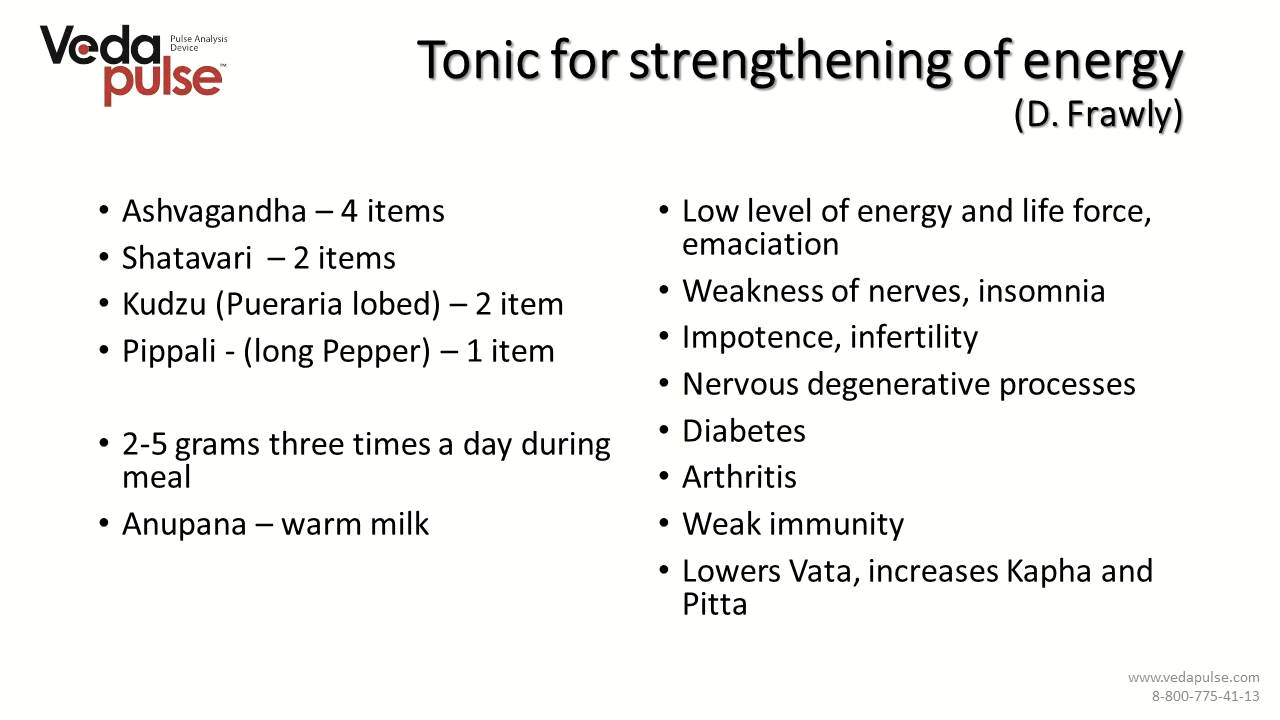 Veda
pulse™
Pulse Analysis
Device
Tonic for strengthening of energy
(D. Frawly)
• Ashvagandha – 4 items
• Shatavari – 2 items
• Kudzu (Pueraria lobed) – 2 item
• Pippali - (long Pepper) – 1 item
• 2-5 grams three times a day during
meal
• Anupana – warm milk
• Low level of energy and life force,
emaciation
• Weakness of nerves, insomnia
• Impotence, infertility
• Nervous degenerative processes
• Diabetes
• Arthritis
• Weak immunity
• Lowers Vata, increases Kapha and
Pitta
www.vedapulse.com
8-800-775-41-13